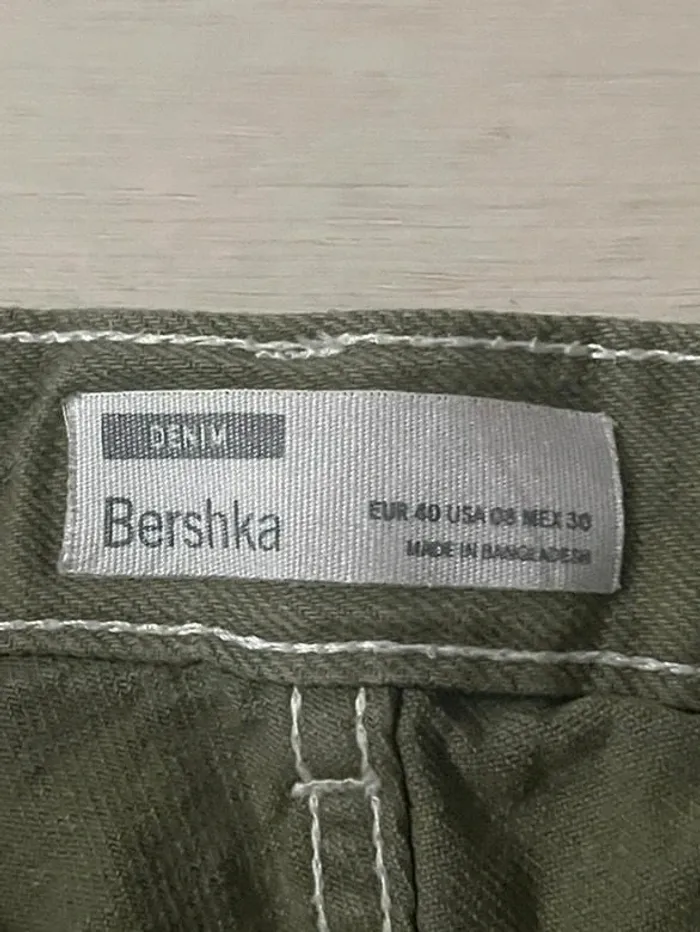 DENIM
Bershka
EUR 40 USA 08 MEX 30
MADE IN BANGLADESH